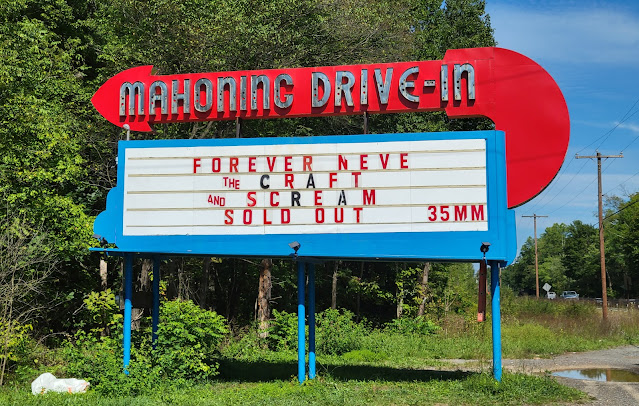 MAHONING DRIVE-IN
FOREVER NEVE
THE CRAFT
AND SCREAM
SOLD OUT 35MM